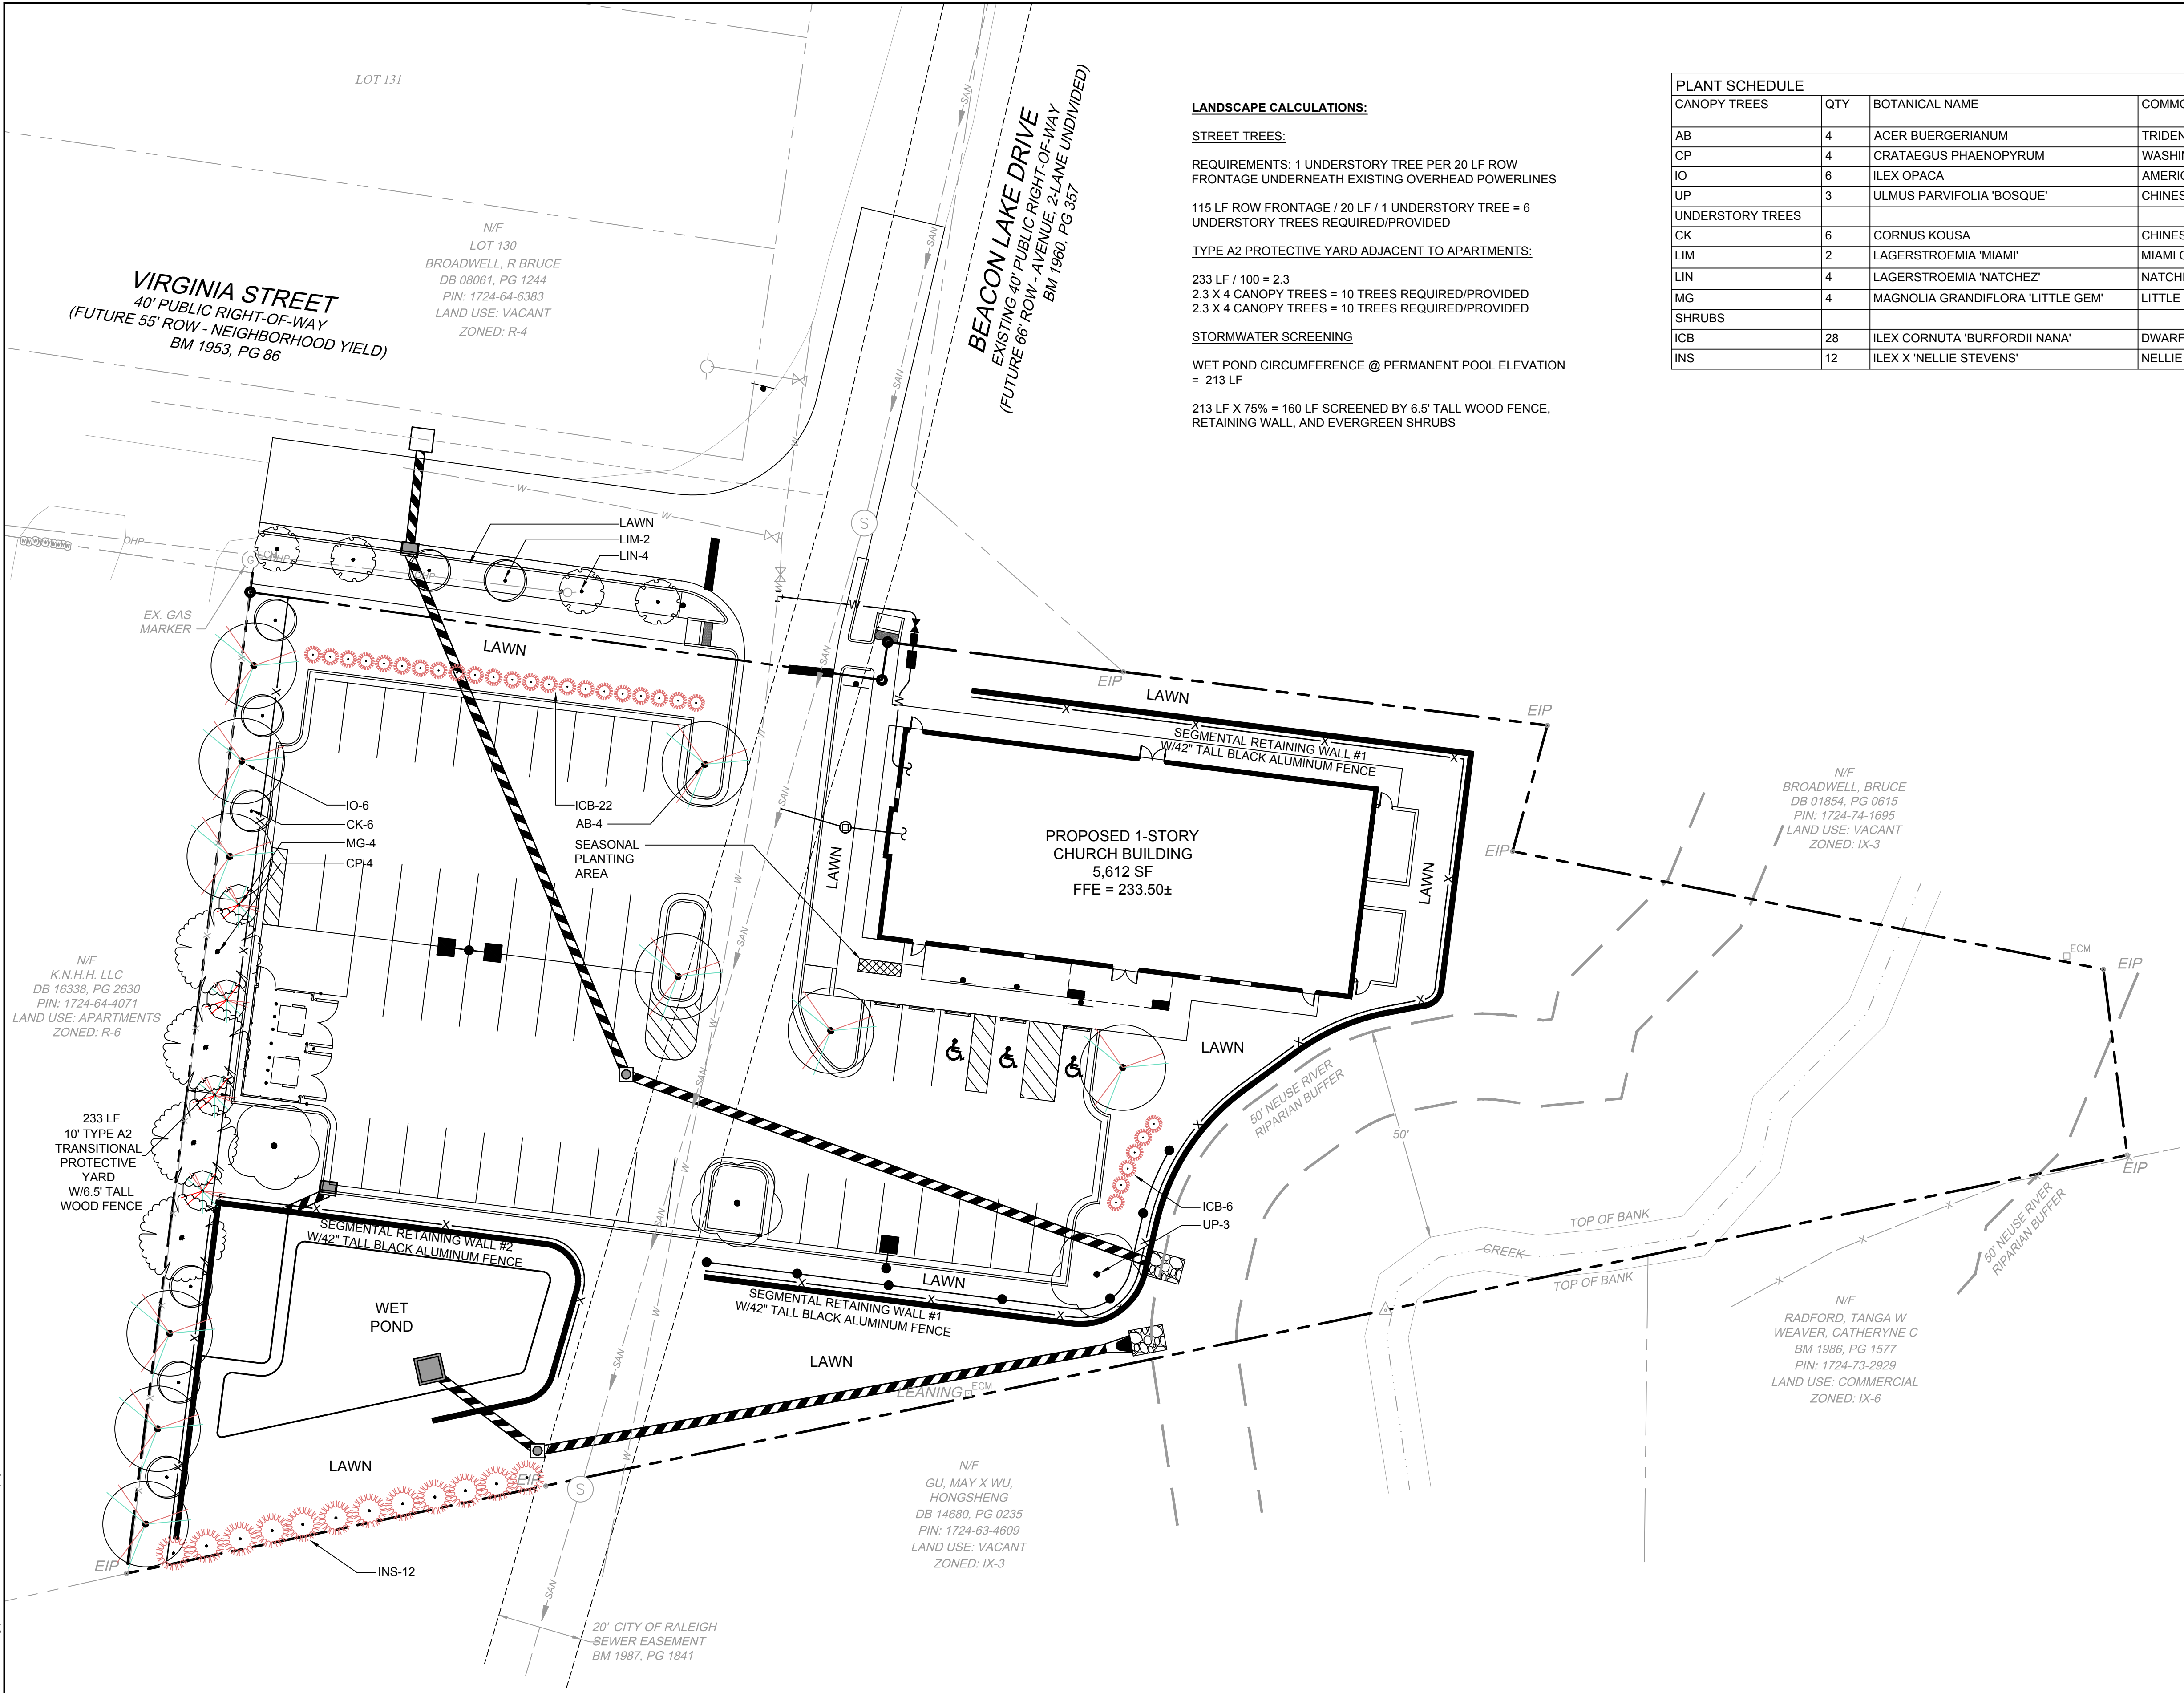 LOT 131
VIRGINIA STREET
40' PUBLIC RIGHT-OF-WAY
(FUTURE 55' ROW - NEIGHBORHOOD YIELD)
BM 1953, PG 86
N/F
LOT 130
BROADWELL, R BRUCE
DB 08061, PG 1244
PIN: 1724-64-6383
LAND USE: VACANT
ZONED: R-4
BEACON LAKE DRIVE
EXISTING 40' PUBLIC RIGHT-OF-WAY
(FUTURE 66' ROW - AVENUE, 2-LANE UNDIVIDED)
BM 1960, PG 357
LANDSCAPE CALCULATIONS:
STREET TREES:
REQUIREMENTS: 1 UNDERSTORY TREE PER 20 LF ROW
FRONTAGE UNDERNEATH EXISTING OVERHEAD POWERLINES
115 LF ROW FRONTAGE / 20 LF / 1 UNDERSTORY TREE = 6
UNDERSTORY TREES REQUIRED/PROVIDED
TYPE A2 PROTECTIVE YARD ADJACENT TO APARTMENTS:
233 LF / 100 = 2.3
2.3 X 4 CANOPY TREES = 10 TREES REQUIRED/PROVIDED
2.3 X 4 CANOPY TREES = 10 TREES REQUIRED/PROVIDED
STORMWATER SCREENING
WET POND CIRCUMFERENCE @ PERMANENT POOL ELEVATION
= 213 LF
213 LF X 75% = 160 LF SCREENED BY 6.5' TALL WOOD FENCE,
RETAINING WALL, AND EVERGREEN SHRUBS
PLANT SCHEDULE
CANOPY TREES QTY BOTANICAL NAME COMMO
AB 4 ACER BUERGERIANUM TRIDEN
CP 4 CRATAEGUS PHAENOPYRUM WASHI
IO 6 ILEX OPACA AMERIC
UP 3 ULMUS PARVIFOLIA 'BOSQUE' CHINES
UNDERSTORY TREES
CK 6 CORNUS KOUSA CHINES
LIM 2 LAGERSTROEMIA 'MIAMI' MIAMI
LIN 4 LAGERSTROEMIA 'NATCHEZ' NATCH
MG 4 MAGNOLIA GRANDIFLORA 'LITTLE GEM' LITTLE
SHRUBS
ICB 28 ILEX CORNUTA 'BURFORDII NANA' DWARF
INS 12 ILEX X 'NELLIE STEVENS' NELLIE
SAN
SAN
SAN
W
W
W
S
OHP
G
OHP
LAWN
LIM-2
LIN-4
EX. GAS
MARKER
LAWN
W
SAN
EIP
LAWN
EIP
SEGMENTAL RETAINING WALL #1
W/42" TALL BLACK ALUMINUM FENCE
IO-6
CK-6
MG-4
CP-4
ICB-22
AB-4
SEASONAL
PLANTING
AREA
LAWN
PROPOSED 1-STORY
CHURCH BUILDING
5,612 SF
FFE = 233.50±
LAWN
EIP
N/F
BROADWELL, BRUCE
DB 01854, PG 0615
PIN: 1724-74-1695
LAND USE: VACANT
ZONED: IX-3
ECM
EIP
N/F
K.N.H.H. LLC
DB 16338, PG 2630
PIN: 1724-64-4071
LAND USE: APARTMENTS
ZONED: R-6
LAWN
50' NEUSE RIVER
RIPARIAN BUFFER
50'
EIP
233 LF
10' TYPE A2
TRANSITIONAL
PROTECTIVE
YARD
W/6.5' TALL
WOOD FENCE
SEGMENTAL RETAINING WALL #2
W/42" TALL BLACK ALUMINUM FENCE
ICB-6
UP-3
TOP OF BANK
CREEK
TOP OF BANK
50' NEUSE RIVER
RIPARIAN BUFFER
WET
POND
LAWN
SEGMENTAL RETAINING WALL #1
W/42" TALL BLACK ALUMINUM FENCE
LAWN
LEANING
ECM
N/F
RADFORD, TANGA W
WEAVER, CATHERYNE C
BM 1986, PG 1577
PIN: 1724-73-2929
LAND USE: COMMERCIAL
ZONED: IX-6
LAWN
EIP
S
N/F
GU, MAY X WU,
HONGSHENG
DB 14680, PG 0235
PIN: 1724-63-4609
LAND USE: VACANT
ZONED: IX-3
EIP
INS-12
SAN
20' CITY OF RALEIGH
SEWER EASEMENT
BM 1987, PG 1841